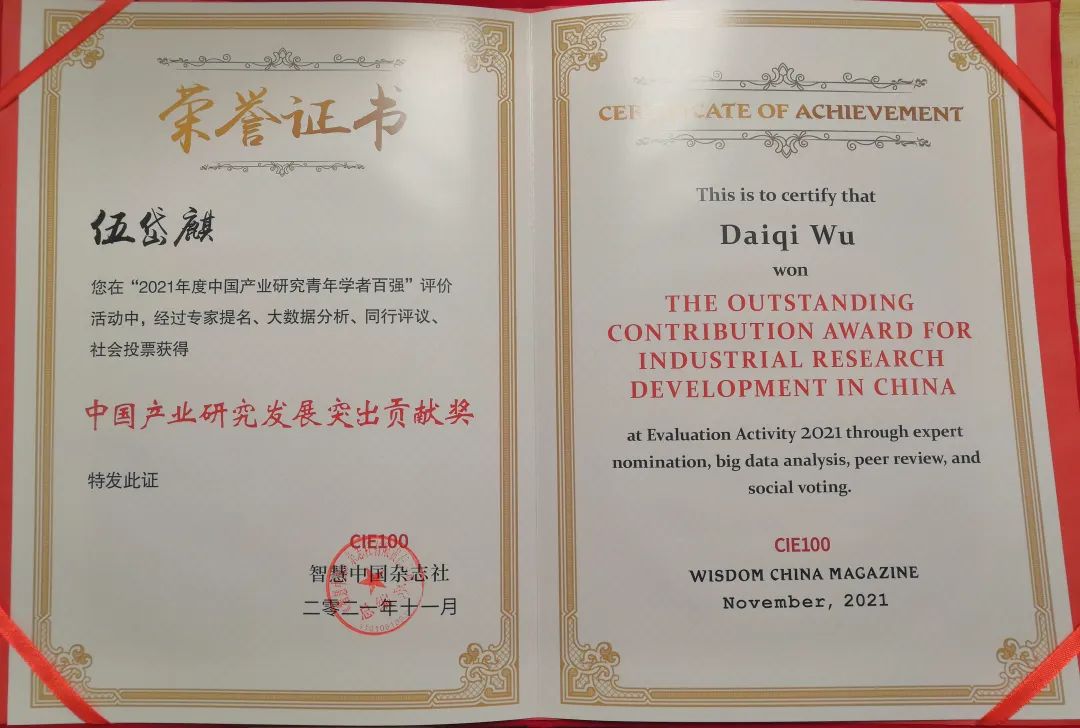 荣誉证书
伍岱麒
您在“2021年度中国产业研究青年学者百强”评价
活动中，经过专家提名、大数据分析、同行评议、
社会投票获得
中国产业研究发展突出贡献奖
特发此证
CIE100
智慧中国杂志社
二零二一年十一月
CERTIFICATE OF ACHIEVEMENT
This is to certify that
Daiqi Wu
won
THE OUTSTANDING
CONTRIBUTION AWARD FOR
INDUSTRIAL RESEARCH
DEVELOPMENT IN CHINA
at Evaluation Activity 2021 through expert
nomination, big data analysis, peer review, and
social voting.
CIE100
WISDOM CHINA MAGAZINE
November, 2021